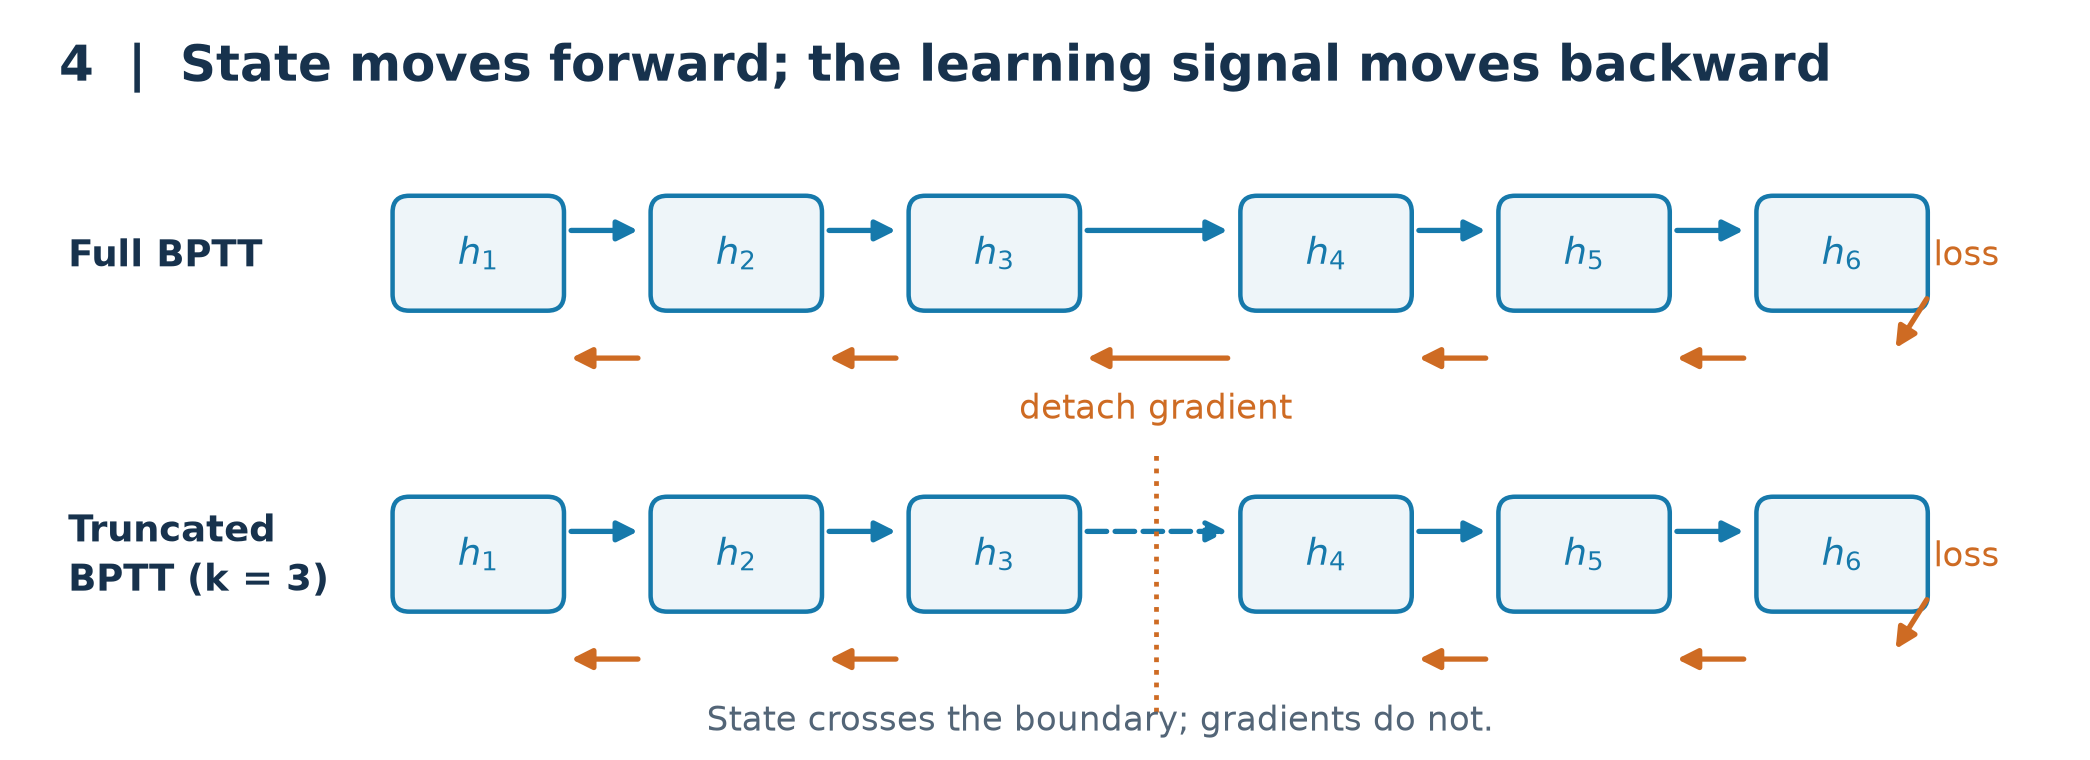 4 | State moves forward; the learning signal moves backward
Full BPTT
h₁ h₂ h₃ h₄ h₅ h₆ loss
detach gradient
Truncated
BPTT (k = 3)
h₁ h₂ h₃ h₄ h₅ h₆ loss
State crosses the boundary; gradients do not.